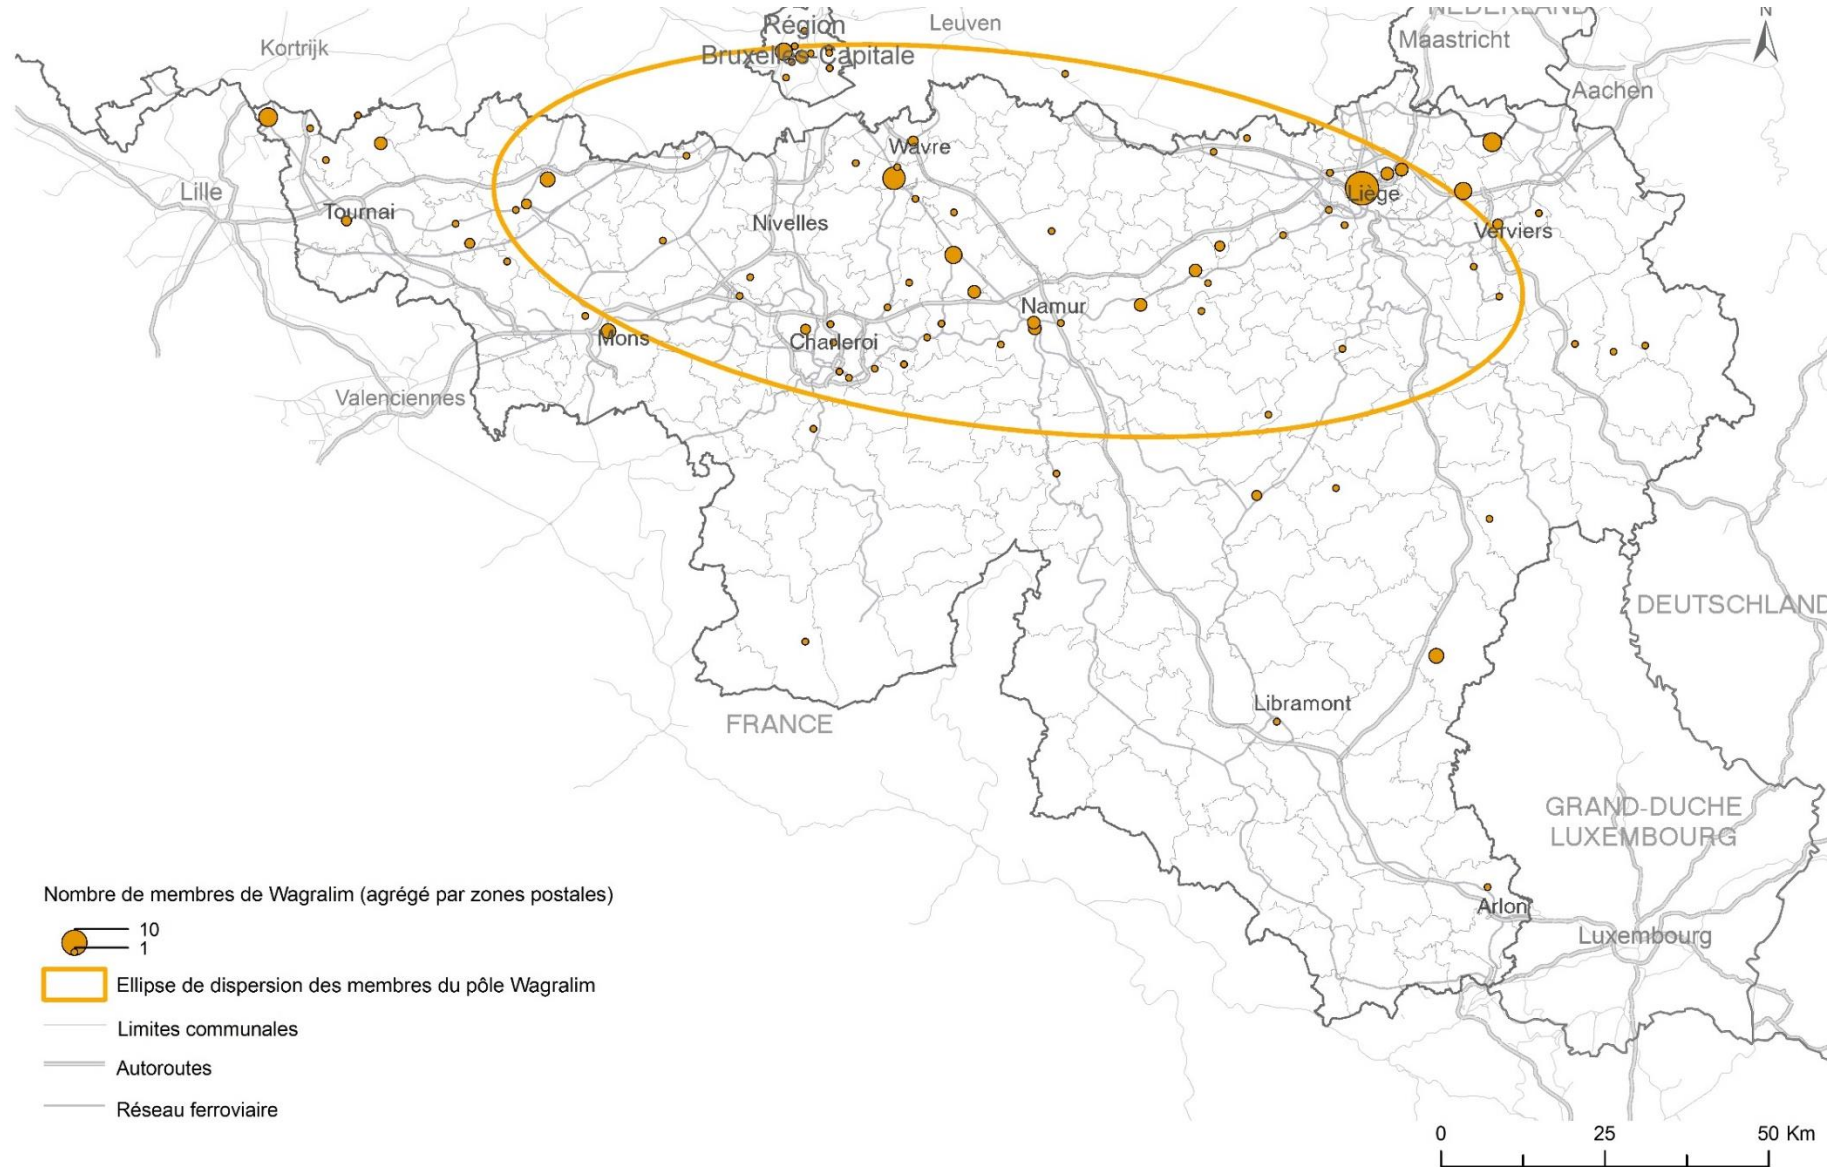 NEDERLAND
N
Région
Leuven
Kortrijk
Maastricht
Bruxelles-Capitale
Aachen
Wavre
Lille
Liège
Tournai
Nivelles
Verviers
Namur
Mons
Charleroi
Valenciennes
DEUTSCHLAND
Libramont
FRANCE
GRAND-DUCHE
LUXEMBOURG
Nombre de membres de Wagralim (agrégé par zones postales)
Arlon
10
Luxembourg
1
Ellipse de dispersion des membres du pôle Wagralim
Limites communales
Autoroutes
Réseau ferroviaire
0 25 50 Km